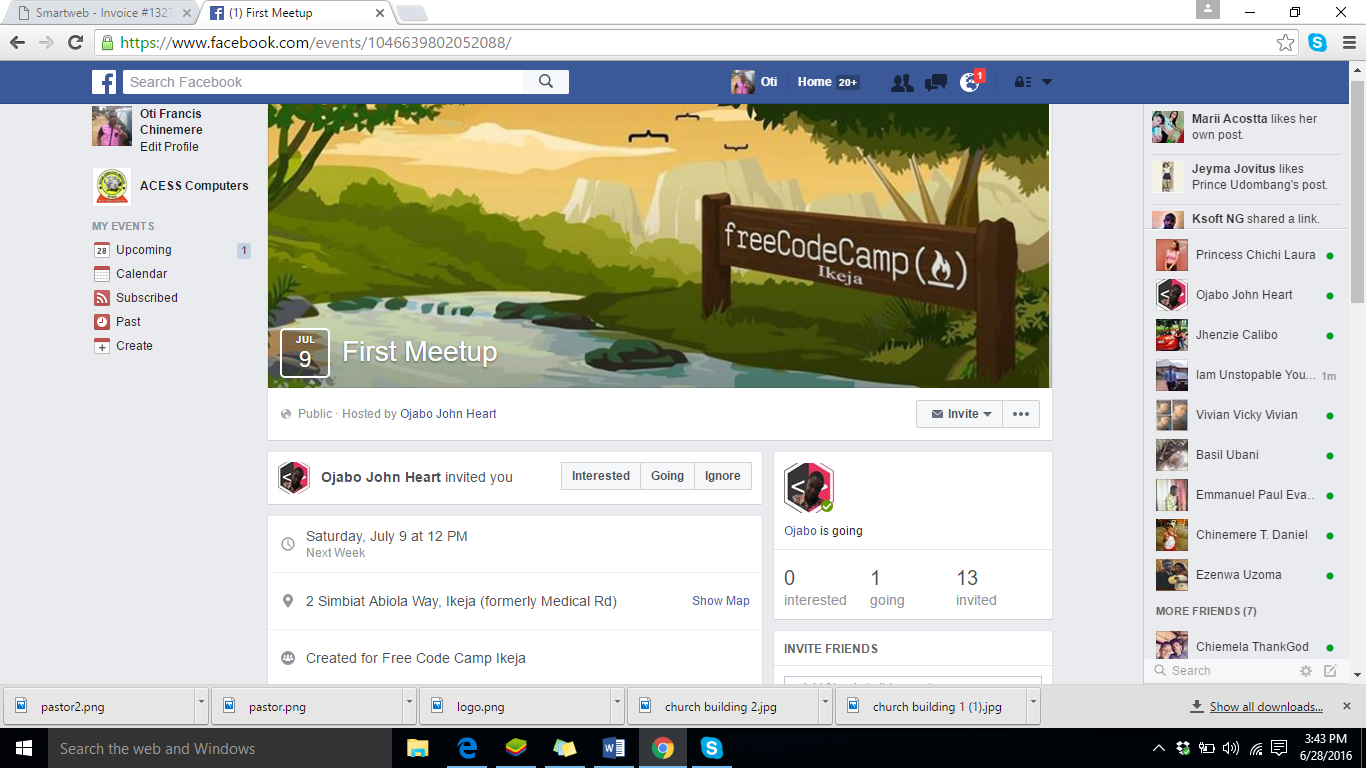 Smartweb - Invoice #1327
(1) First Meetup
https://www.facebook.com/events/1046639802052088/
Search Facebook
Oti
Home 20+
1
Oti Francis
Chinemere
Edit Profile
ACESS Computers
MY EVENTS
28 Upcoming 1
Calendar
Subscribed
Past
Create
freeCodeCamp
Ikeja
JUL
9
First Meetup
Public · Hosted by Ojabo John Heart
Invite
Ojabo John Heart invited you
Interested Going Ignore
Saturday, July 9 at 12 PM
Next Week
2 Simbiat Abiola Way, Ikeja (formerly Medical Rd) Show Map
Created for Free Code Camp Ikeja
Ojabo is going
0 1 13
interested going invited
INVITE FRIENDS
Marii Acostta likes her
own post.
Jeyma Jovitus likes
Prince Udombang's post.
Ksoft NG shared a link.
Princess Chichi Laura
Ojabo John Heart
Jhenzie Calibo
Iam Unstopable You... 1m
Vivian Vicky Vivian
Basil Ubani
Emmanuel Paul Eva...
Chinemere T. Daniel
Ezenwa Uzoma
MORE FRIENDS (7)
Chiemela ThankGod
Search
pastor2.png
pastor.png
logo.png
church building 2.jpg
church building 1 (1).jpg
Show all downloads...
Search the web and Windows
3:43 PM
6/28/2016